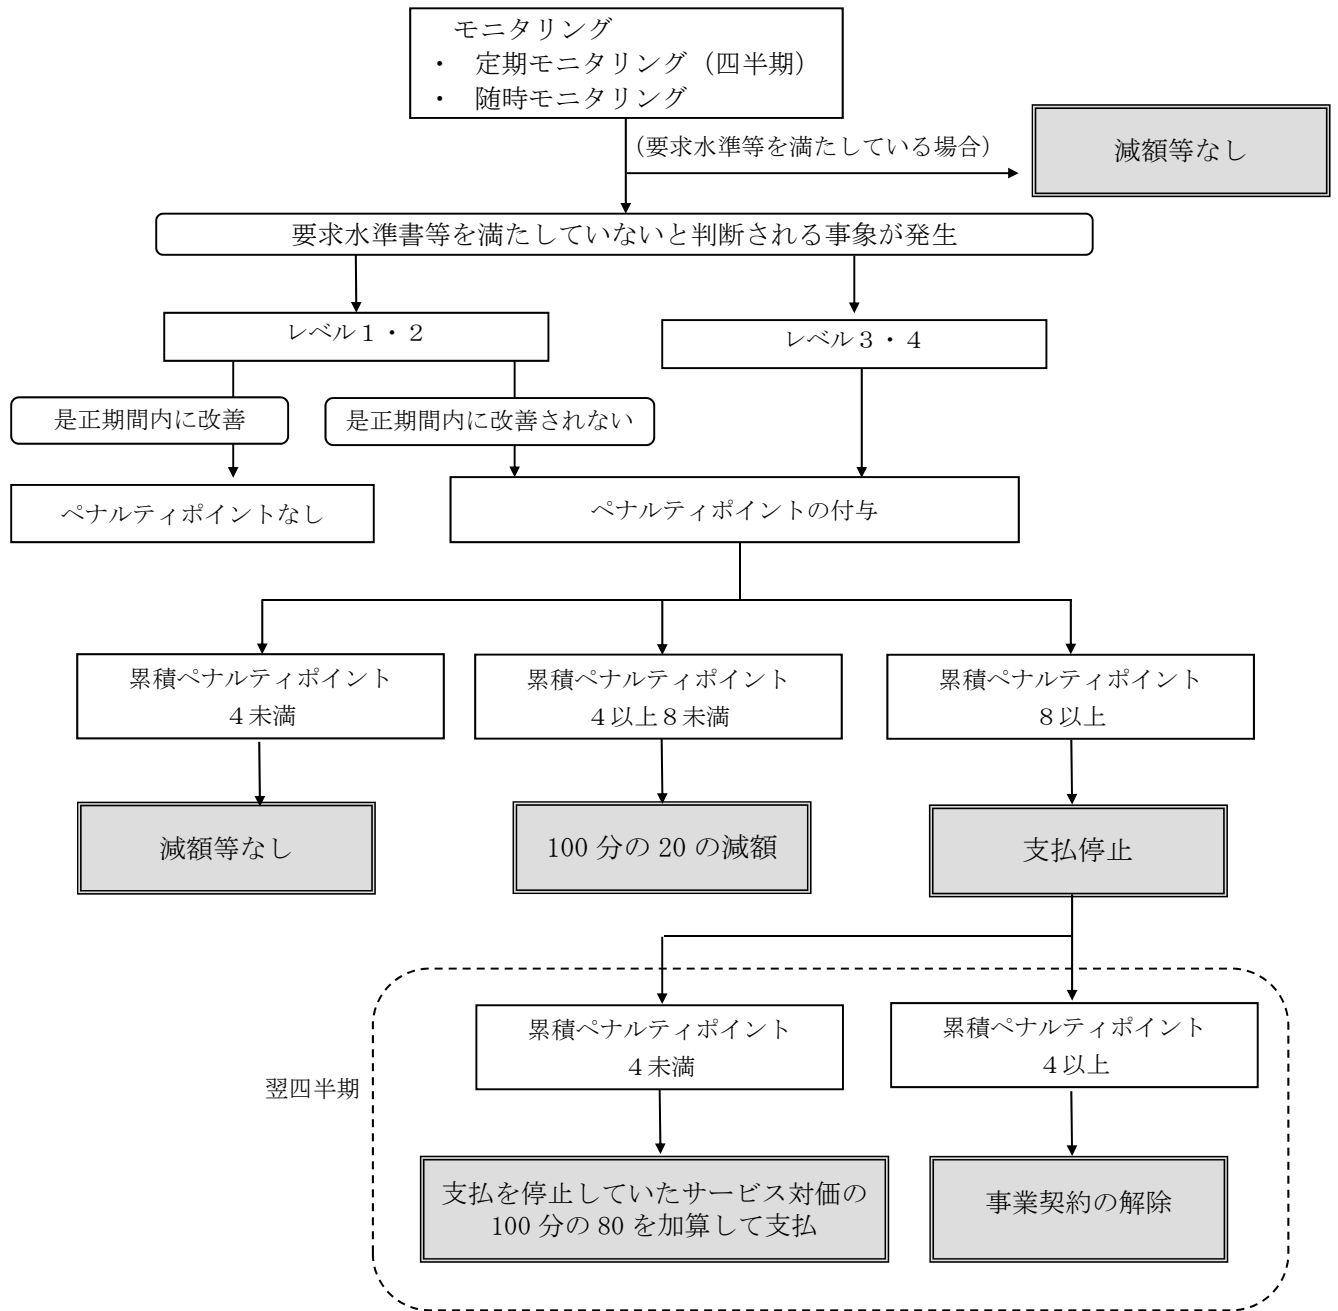 モニタリング
・ 定期モニタリング（四半期）
・ 随時モニタリング
（要求水準等を満たしている場合）
減額等なし
要求水準書等を満たしていないと判断される事象が発生
レベル１・２
レベル３・４
是正期間内に改善
是正期間内に改善されない
ペナルティポイントなし
ペナルティポイントの付与
累積ペナルティポイント
４未満
累積ペナルティポイント
４以上８未満
累積ペナルティポイント
８以上
減額等なし
100 分の 20 の減額
支払停止
翌四半期
累積ペナルティポイント
４未満
累積ペナルティポイント
４以上
支払を停止していたサービス対価の
100 分の 80 を加算して支払
事業契約の解除